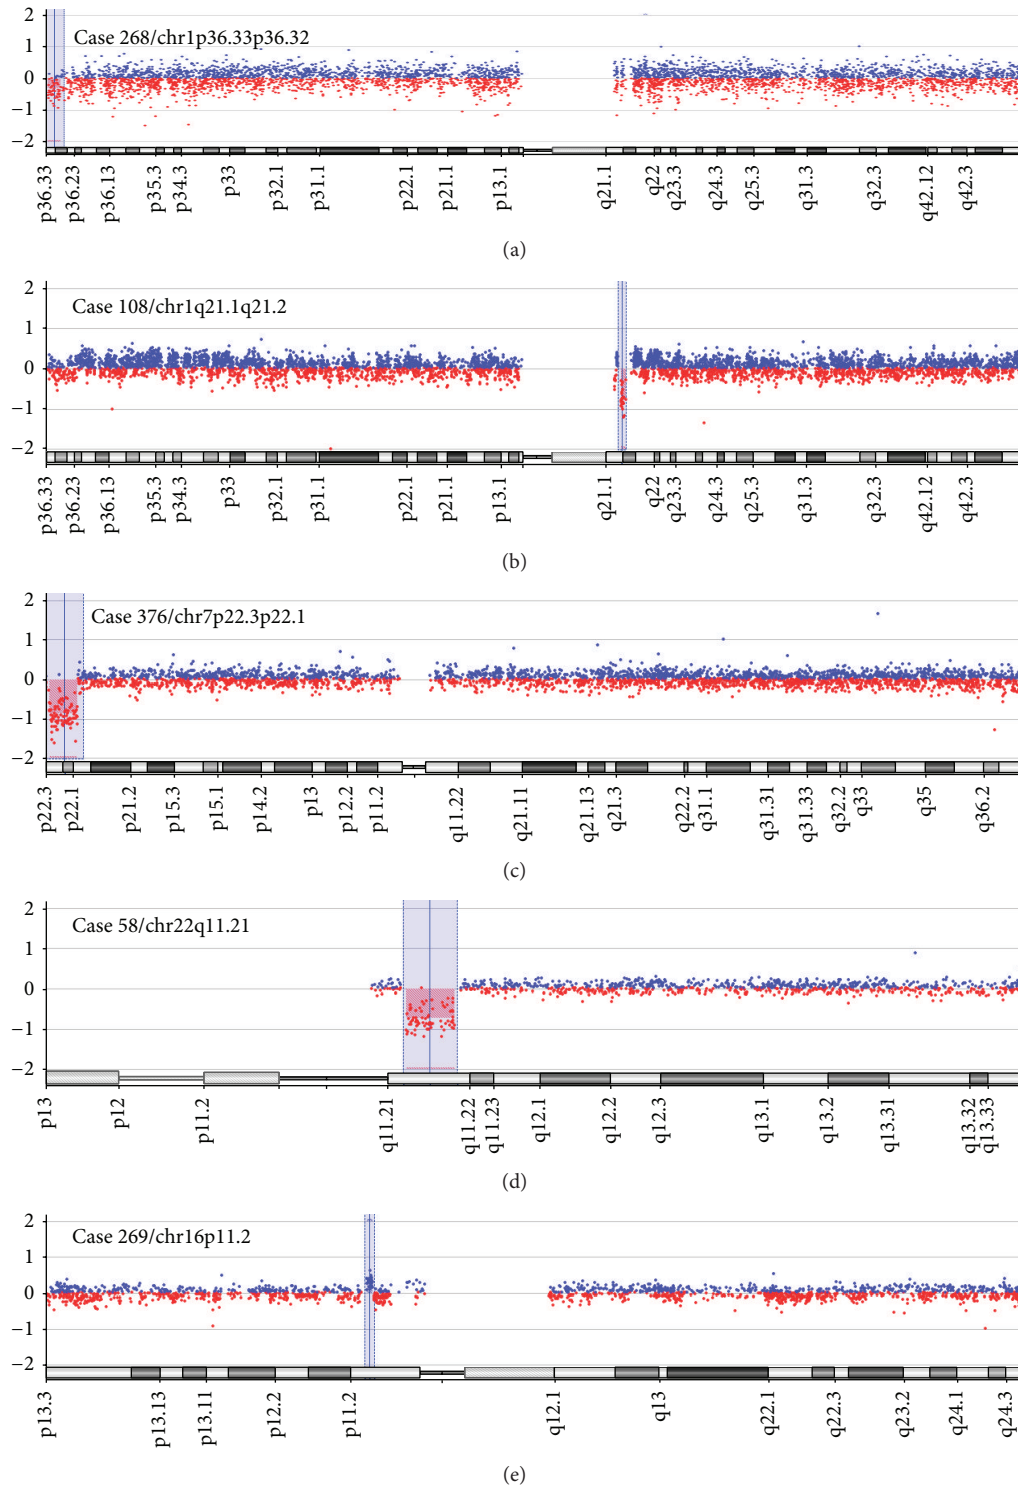 2
Case 268/chr1p36.33p36.32
1
0
−1
−2
p36.33 p36.23 p36.13 p35.3 p34.3 p33 p32.1 p31.1 p22.1 p21.1 p13.1 q21.1 q22 q23.3 q24.3 q25.3 q31.3 q32.3 q42.12 q42.3
(a)
2
Case 108/chr1q21.1q21.2
1
0
−1
−2
p36.33 p36.23 p36.13 p35.3 p34.3 p33 p32.1 p31.1 p22.1 p21.1 p13.1 q21.1 q22 q23.3 q24.3 q25.3 q31.3 q32.3 q42.12 q42.3
(b)
2
Case 376/chr7p22.3p22.1
1
0
−1
−2
p22.3 p22.1 p21.2 p15.3 p15.1 p14.2 p13 p12.2 p11.2 q11.22 q21.11 q21.13 q21.3 q22.2 q31.1 q31.31 q31.33 q32.2 q33 q35 q36.2
(c)
2
Case 58/chr22q11.21
1
0
−1
−2
p13 p12 p11.2 q11.21 q11.22 q11.23 q12.1 q12.2 q12.3 q13.1 q13.2 q13.31 q13.32 q13.33
(d)
2
Case 269/chr16p11.2
1
0
−1
−2
p13.3 p13.13 p13.11 p12.2 p11.2 q12.1 q13 q22.1 q22.3 q23.2 q24.1 q24.3
(e)